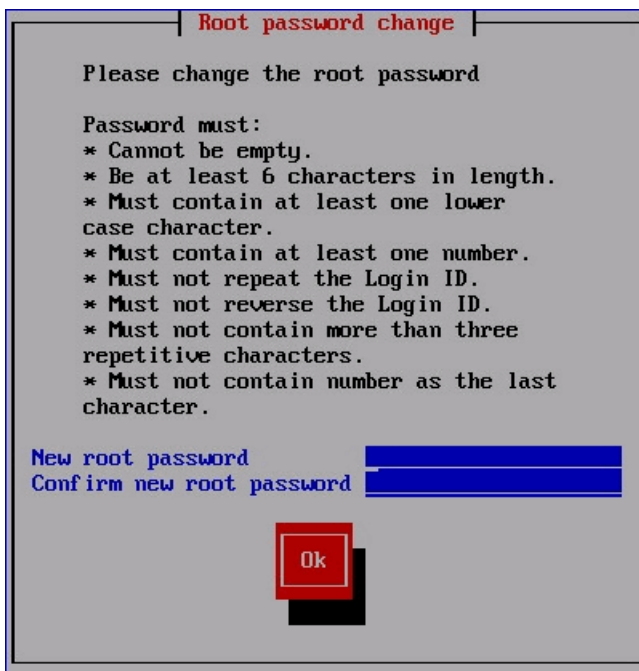 Root password change
Please change the root password
Password must:
* Cannot be empty.
* Be at least 6 characters in length.
* Must contain at least one lower
case character.
* Must contain at least one number.
* Must not repeat the Login ID.
* Must not reverse the Login ID.
* Must not contain more than three
repetitive characters.
* Must not contain number as the last
character.
New root password
Confirm new root password
Ok